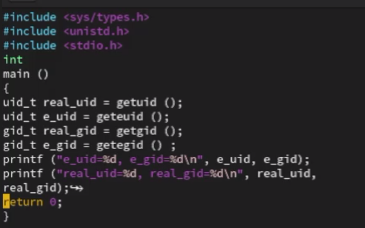 #include <sys/types.h>
#include <unistd.h>
#include <stdio.h>
int
main ()
{
uid_t real_uid = getuid ();
uid_t e_uid = geteuid ();
gid_t real_gid = getgid ();
gid_t e_gid = getegid () ;
printf ("e_uid=%d, e_gid=%d\n", e_uid, e_gid);
printf ("real_uid=%d, real_gid=%d\n", real_uid,
real_gid);↪
return 0;
}